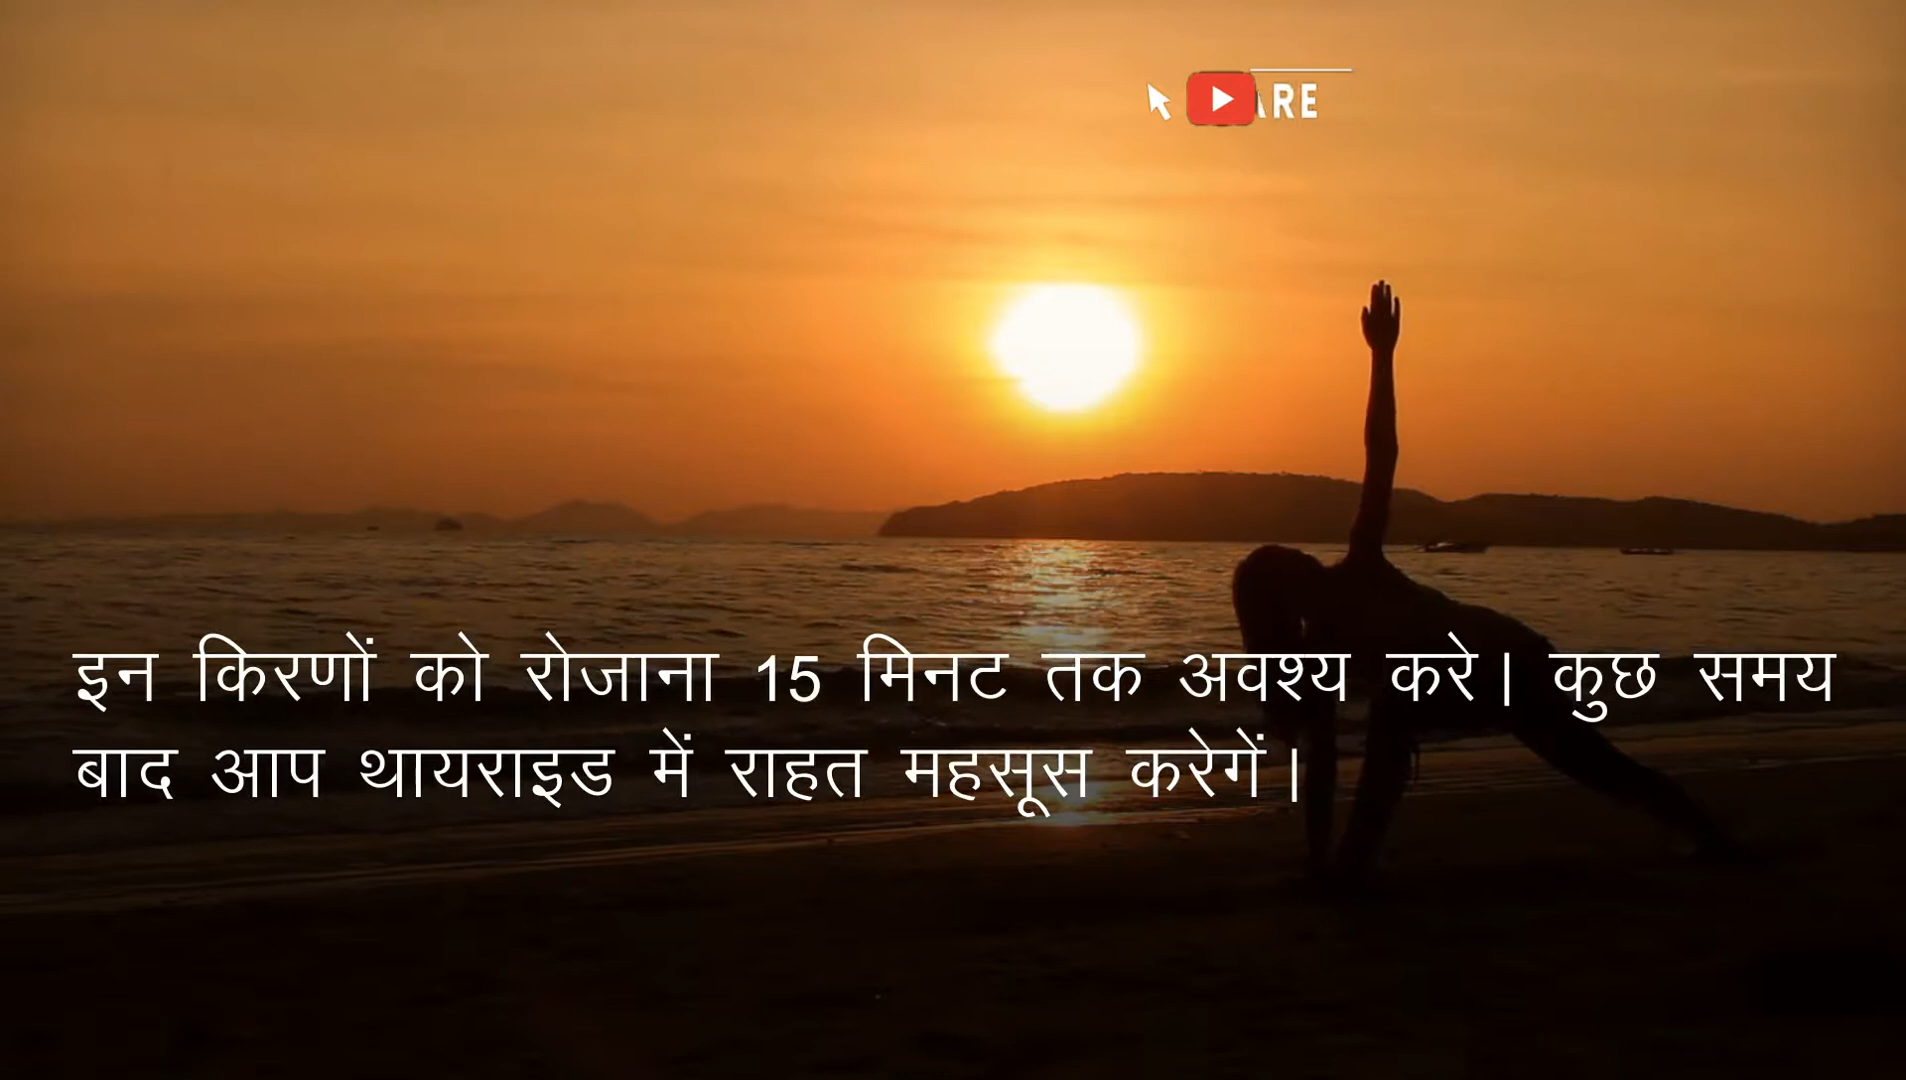 इन किरणों को रोजाना 15 मिनट तक अवश्य करे। कुछ समय
बाद आप थायराइड में राहत महसूस करेगें।